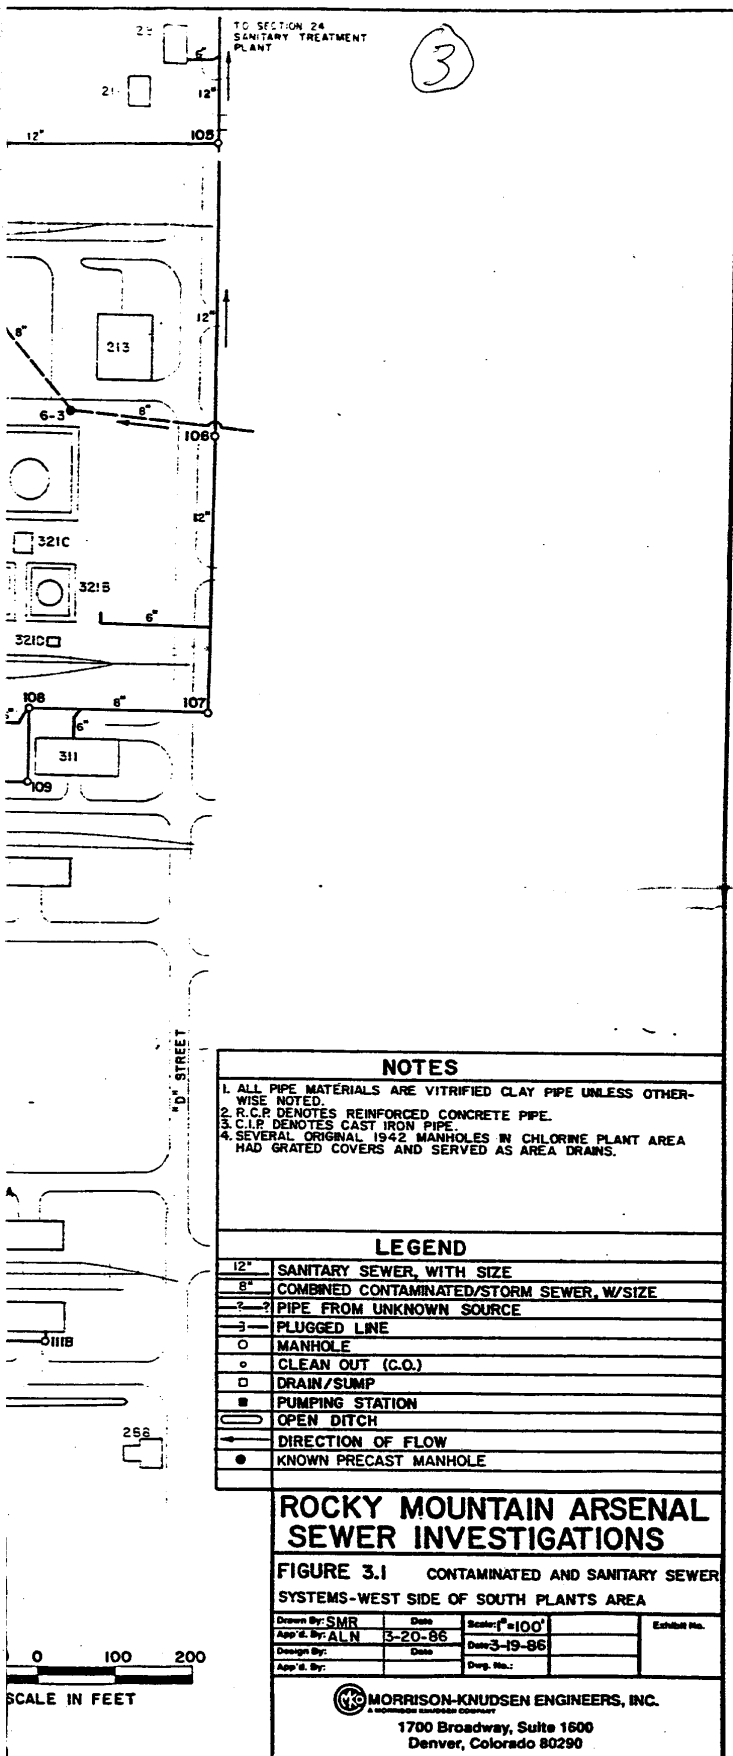 TO SECTION 24
SANITARY TREATMENT
PLANT
3
6"
12"
12"
105
12"
213
8"
6-3
8"
106
12"
321C
321B
6"
321D
108
8"
107
6"
311
109
"D" STREET
NOTES
1. ALL PIPE MATERIALS ARE VITRIFIED CLAY PIPE UNLESS OTHER-
WISE NOTED.
2. R.C.P. DENOTES REINFORCED CONCRETE PIPE.
3. C.I.P. DENOTES CAST IRON PIPE.
4. SEVERAL ORIGINAL 1942 MANHOLES IN CHLORINE PLANT AREA
HAD GRATED COVERS AND SERVED AS AREA DRAINS.
LEGEND
12" SANITARY SEWER, WITH SIZE
8" COMBINED CONTAMINATED/STORM SEWER, W/SIZE
? ? PIPE FROM UNKNOWN SOURCE
PLUGGED LINE
MANHOLE
CLEAN OUT (C.O.)
DRAIN/SUMP
PUMPING STATION
OPEN DITCH
DIRECTION OF FLOW
KNOWN PRECAST MANHOLE
111B
ROCKY MOUNTAIN ARSENAL
SEWER INVESTIGATIONS
FIGURE 3.1 CONTAMINATED AND SANITARY SEWER
SYSTEMS-WEST SIDE OF SOUTH PLANTS AREA
Drawn By: SMR Date Scale: 1"=100' Exhibit No.
App'd. By: ALN 3-20-86 Date 3-19-86
Design By: Date
App'd. By: Dwg. No.:
0 100 200
SCALE IN FEET
MK
MORRISON-KNUDSEN ENGINEERS, INC.
A MORRISON KNUDSEN COMPANY
1700 Broadway, Suite 1600
Denver, Colorado 80290